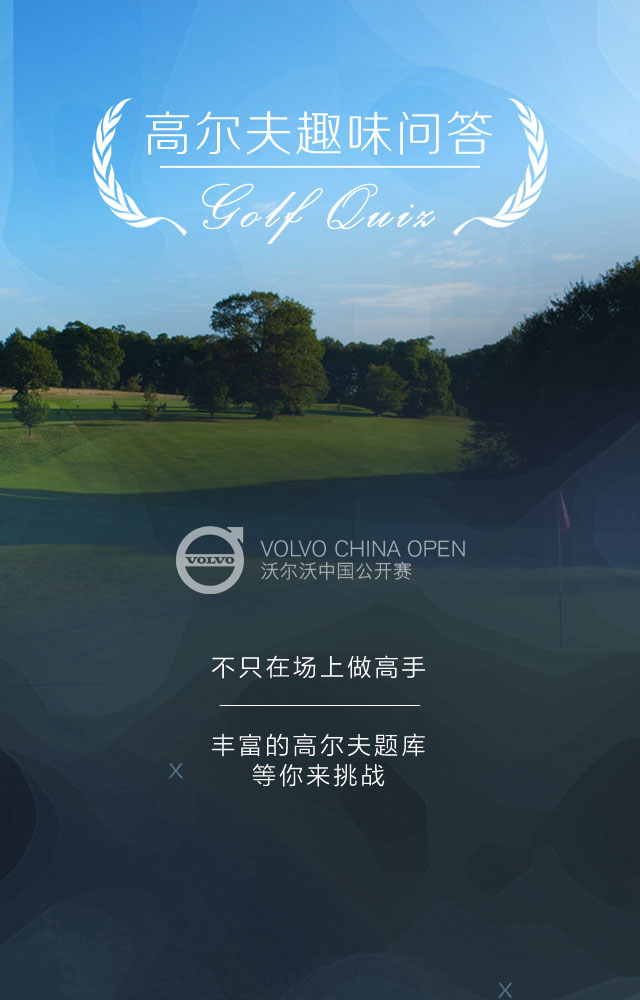 高尔夫趣味问答
Golf Quiz
VOLVO
VOLVO CHINA OPEN
沃尔沃中国公开赛
不只在场上做高手
丰富的高尔夫题库
等你来挑战
X
X